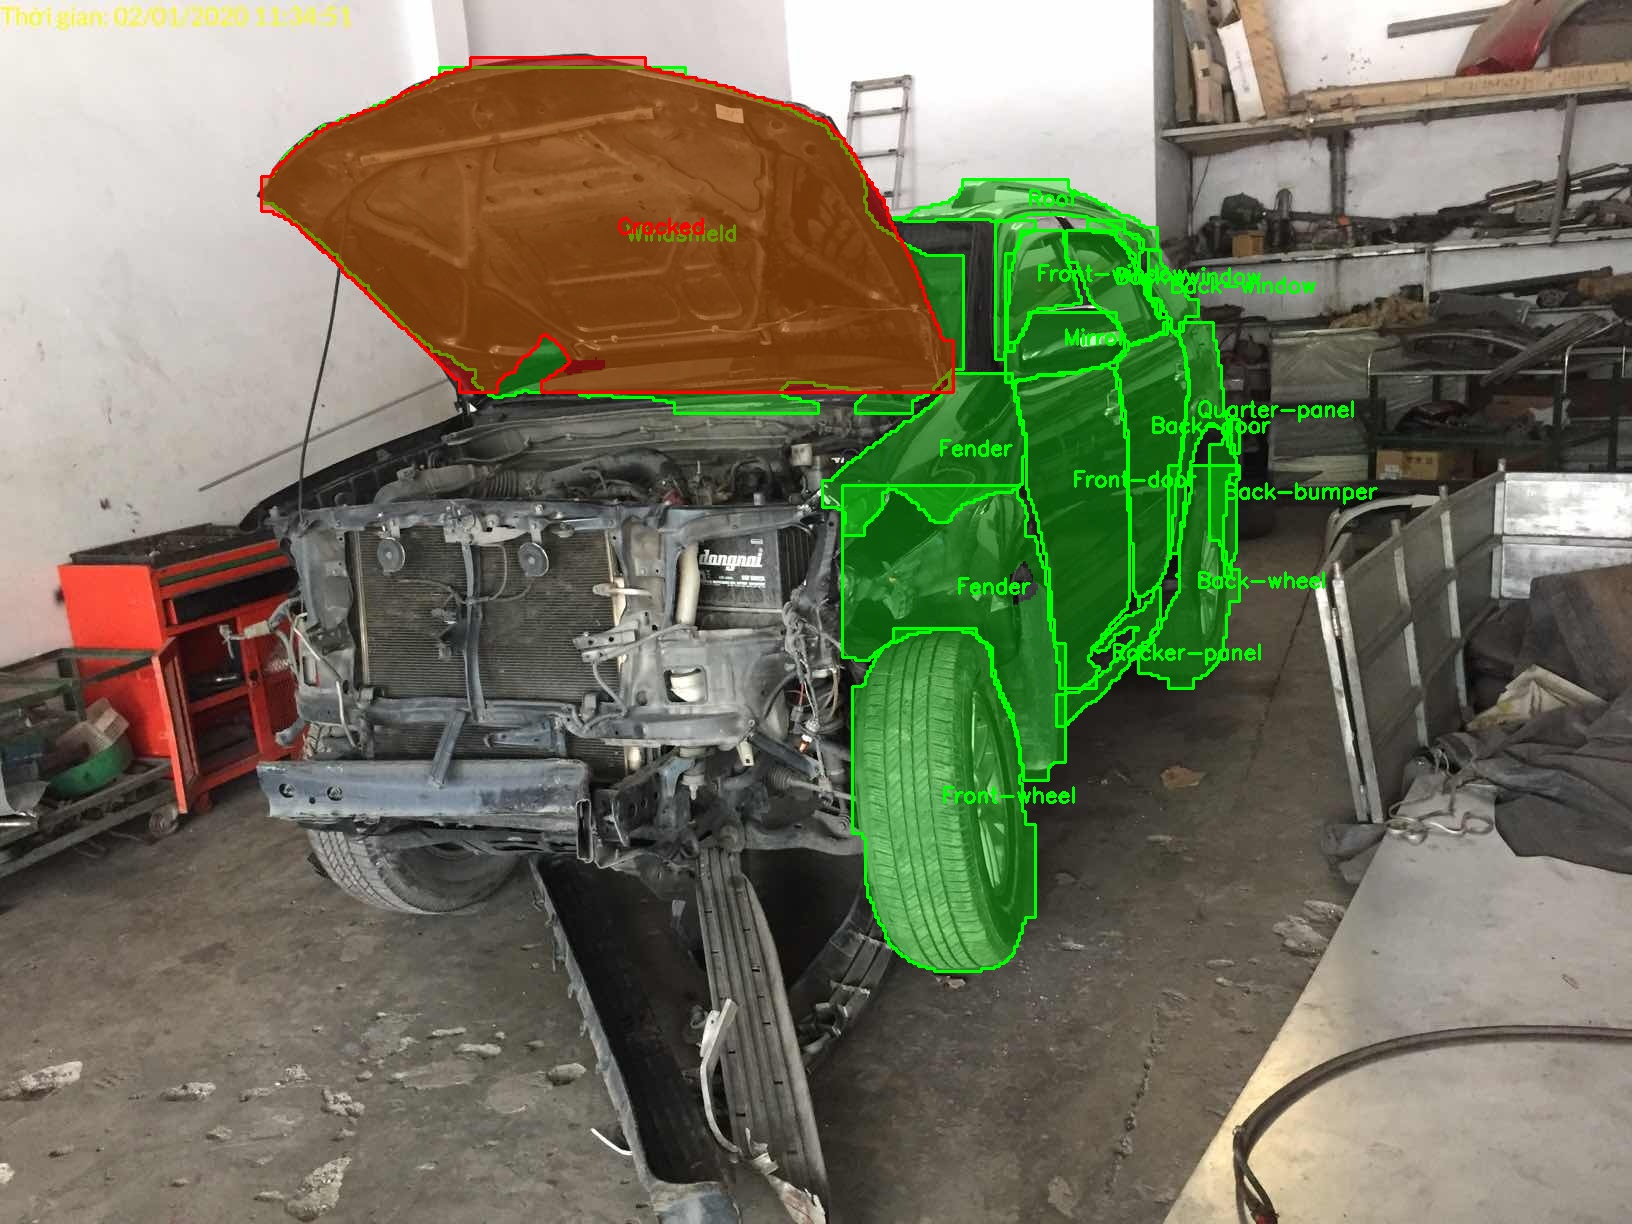 Thời gian: 02/01/2020 11:34:51
Roof
Cracked
Windshield
Front-window
Back-window
Back-window
Mirror
Quarter-panel
Back-door
Fender
Front-door
Back-bumper
dongnai
Fender
Back-wheel
Rocker-panel
Front-wheel